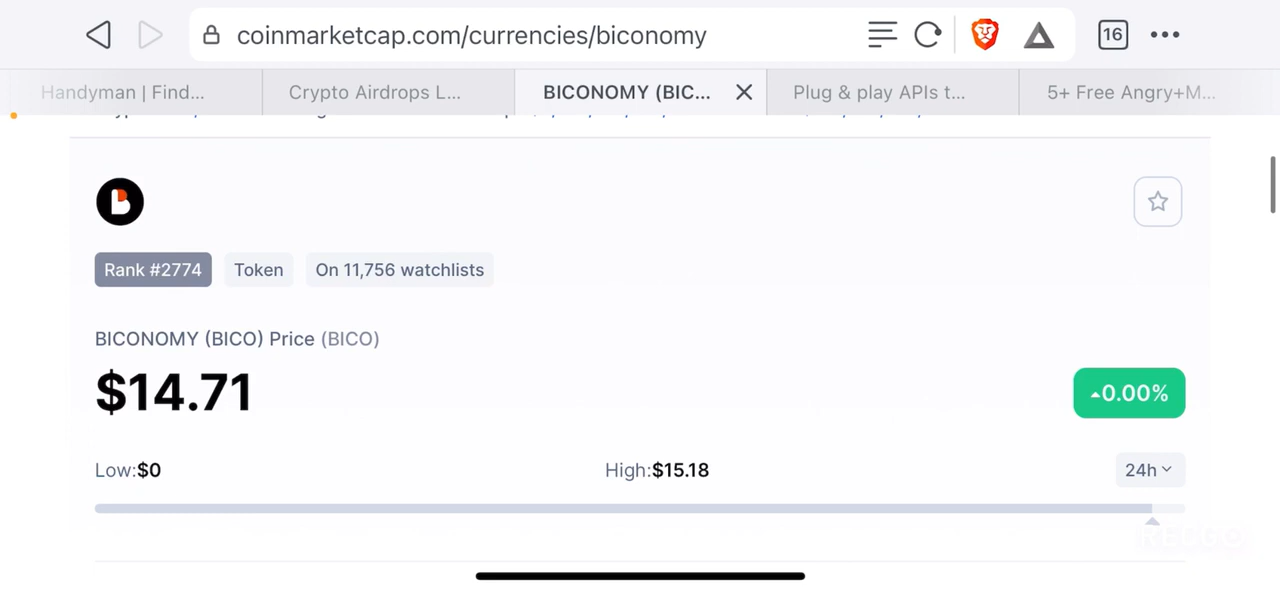 coinmarketcap.com/currencies/biconomy
16
Handyman | Find...
Crypto Airdrops L...
BICONOMY (BIC...
Plug & play APIs t...
5+ Free Angry+M...
B
Rank #2774
Token
On 11,756 watchlists
BICONOMY (BICO) Price (BICO)
$14.71
0.00%
Low:$0
High:$15.18
24h